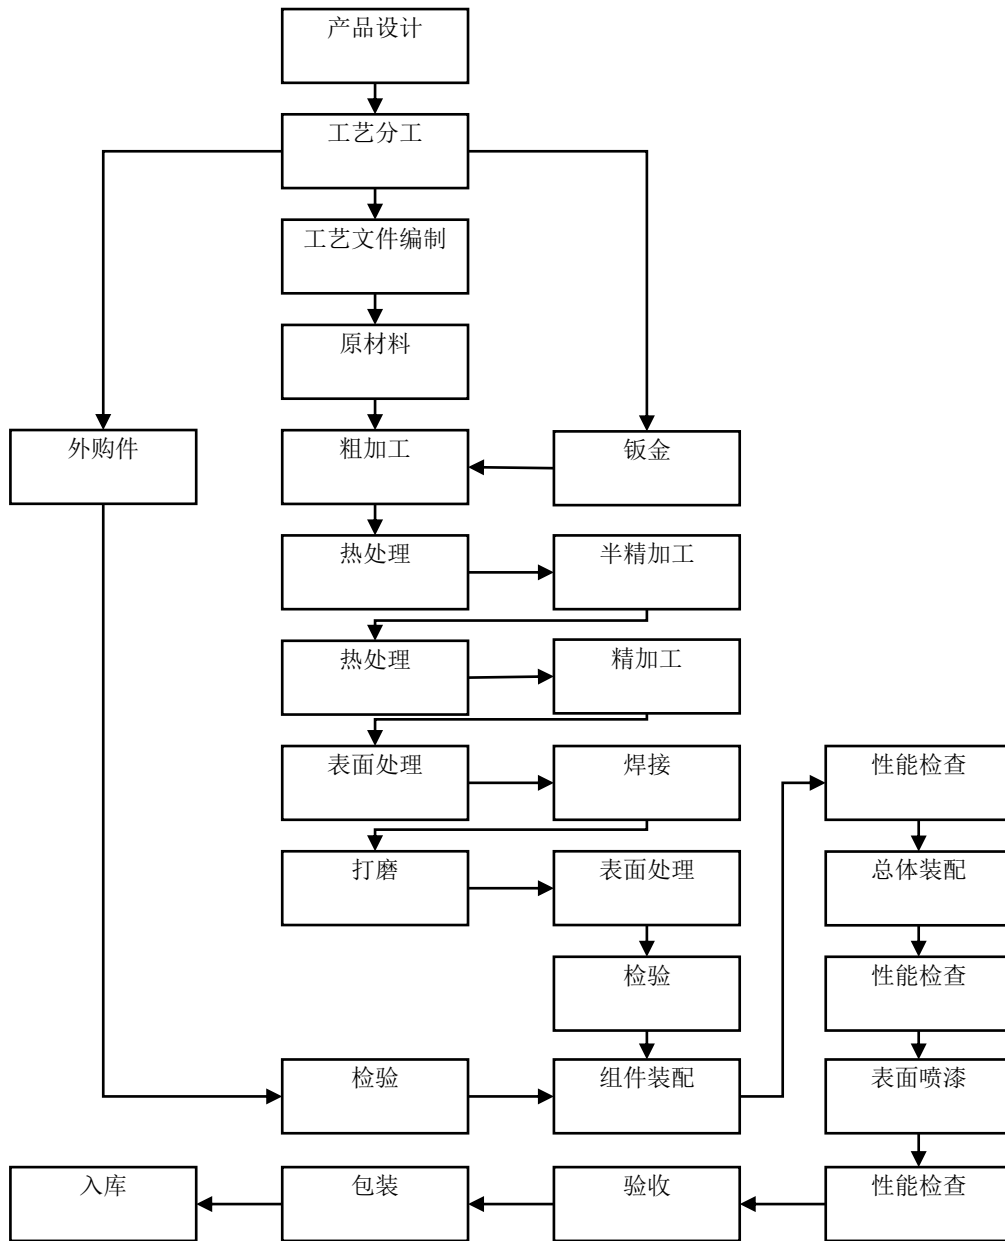 产品设计
工艺分工
工艺文件编制
原材料
外购件
粗加工
钣金
热处理
半精加工
热处理
精加工
表面处理
焊接
性能检查
打磨
表面处理
总体装配
检验
性能检查
检验
组件装配
表面喷漆
入库
包装
验收
性能检查